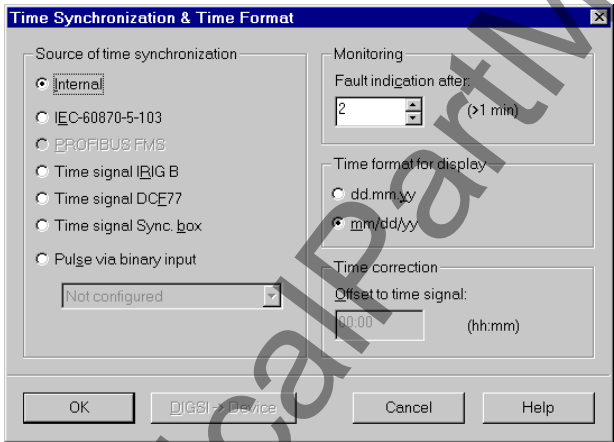 Time Synchronization & Time Format
Source of time synchronization
Internal
IEC-60870-5-103
PROFIBUS FMS
Time signal IRIG B
Time signal DCF77
Time signal Sync. box
Pulse via binary input
Not configured
Monitoring
Fault indication after:
2 (>1 min)
Time format for display
dd.mm.yy
mm/dd/yy
Time correction
Offset to time signal:
00:00 (hh:mm)
OK DIGSI -> Device Cancel Help